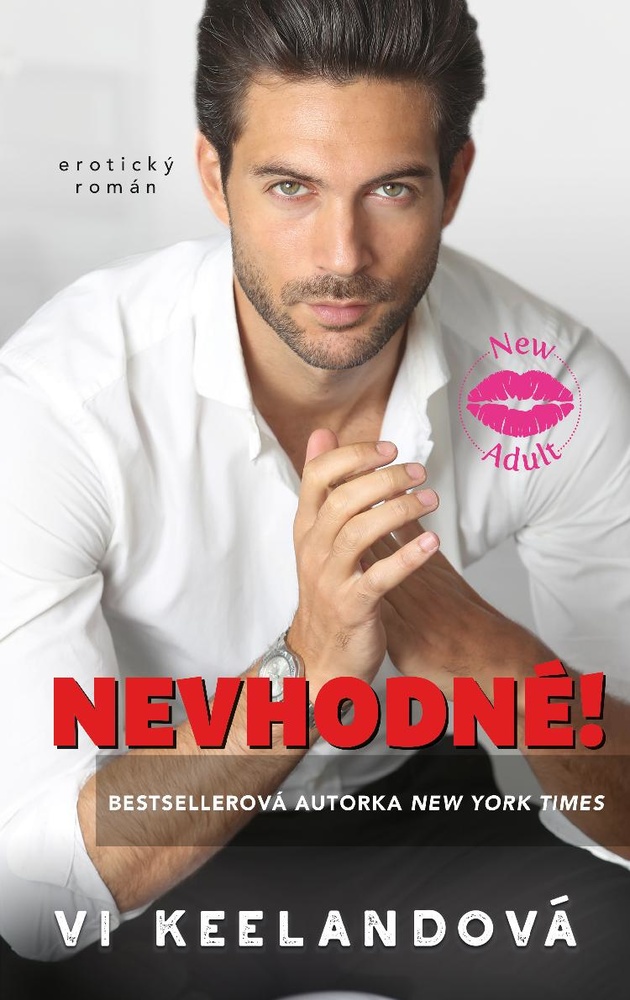 erotický
román
New
Adult
NEVHODNÉ!
BESTSELLEROVÁ AUTORKA NEW YORK TIMES
VI KEELANDOVÁ